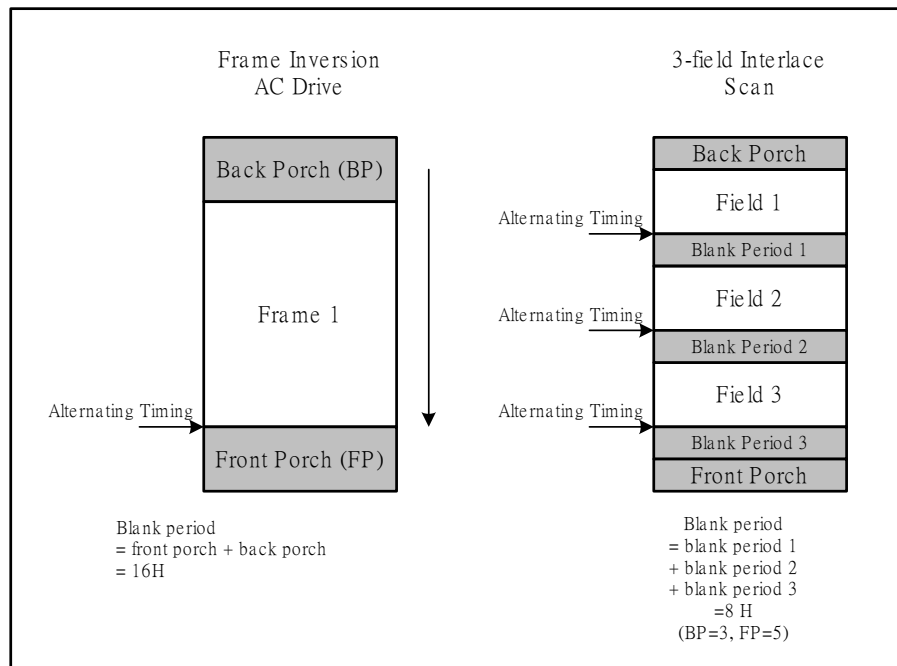 Frame Inversion
AC Drive
Back Porch (BP)
Frame 1
Alternating Timing
Front Porch (FP)
Blank period
= front porch + back porch
= 16H
3-field Interlace
Scan
Back Porch
Field 1
Alternating Timing
Blank Period 1
Field 2
Alternating Timing
Blank Period 2
Field 3
Alternating Timing
Blank Period 3
Front Porch
Blank period
= blank period 1
+ blank period 2
+ blank period 3
=8 H
(BP=3, FP=5)